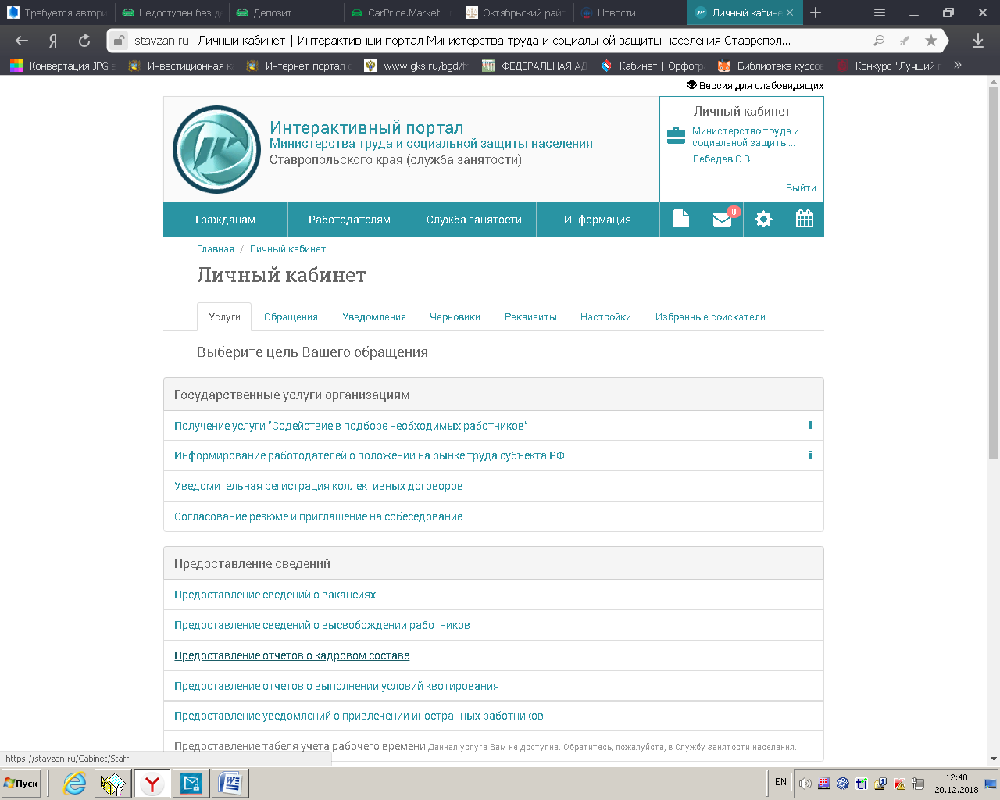 Требуется автори
Недоступен без д
Депозит
CarPrice.Market -
Октябрьский рай
Новости
Личный кабине
stavzan.ru Личный кабинет | Интерактивный портал Министерства труда и социальной защиты населения Ставропол...
Конвертация JPG в
Инвестиционная к
Интернет-портал с
www.gks.ru/bgd/fr
ФЕДЕРАЛЬНАЯ АД
Кабинет | Орфогр
Библиотека курсов
Конкурс "Лучший п
Версия для слабовидящих
Интерактивный портал
Министерства труда и социальной защиты населения
Ставропольского края (служба занятости)
Личный кабинет
Министерство труда и
социальной защиты...
Лебедев О.В.
Выйти
Гражданам Работодателям Служба занятости Информация 0
Главная / Личный кабинет
Личный кабинет
Услуги Обращения Уведомления Черновики Реквизиты Настройки Избранные соискатели
Выберите цель Вашего обращения
Государственные услуги организациям
Получение услуги "Содействие в подборе необходимых работников"
Информирование работодателей о положении на рынке труда субъекта РФ
Уведомительная регистрация коллективных договоров
Согласование резюме и приглашение на собеседование
Предоставление сведений
Предоставление сведений о вакансиях
Предоставление сведений о высвобождении работников
Предоставление отчетов о кадровом составе
Предоставление отчетов о выполнении условий квотирования
Предоставление уведомлений о привлечении иностранных работников
Предоставление табеля учета рабочего времени Данная услуга Вам не доступна. Обратитесь, пожалуйста, в Службу занятости населения.
https://stavzan.ru/Cabinet/Staff
Пуск
EN
12:48
20.12.2018